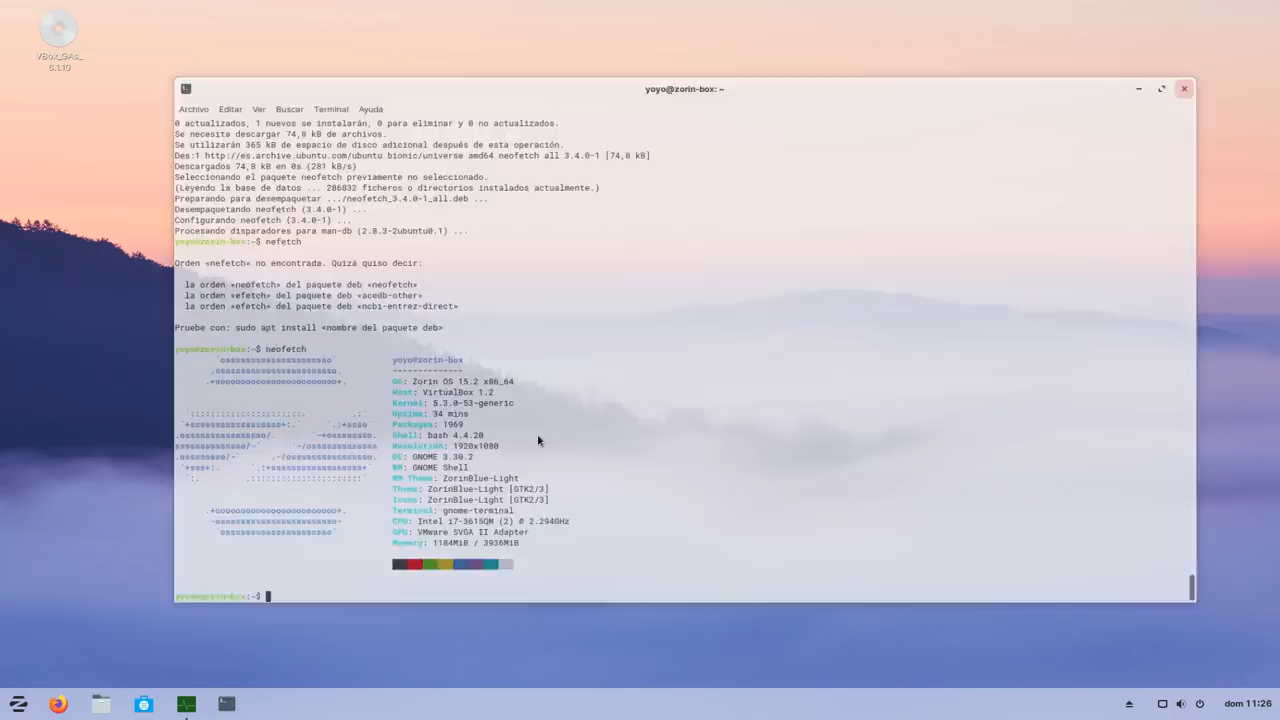 VBox_GAs_
6.1.10
yoyo@zorin-box: ~
Archivo Editar Ver Buscar Terminal Ayuda
0 actualizados, 1 nuevos se instalarán, 0 para eliminar y 0 no actualizados.
Se necesita descargar 74,8 kB de archivos.
Se utilizarán 365 kB de espacio de disco adicional después de esta operación.
Des:1 http://es.archive.ubuntu.com/ubuntu bionic/universe amd64 neofetch all 3.4.0-1 [74,8 kB]
Descargados 74,8 kB en 0s (281 kB/s)
Seleccionando el paquete neofetch previamente no seleccionado.
(Leyendo la base de datos ... 286832 ficheros o directorios instalados actualmente.)
Preparando para desempaquetar .../neofetch_3.4.0-1_all.deb ...
Desempaquetando neofetch (3.4.0-1) ...
Configurando neofetch (3.4.0-1) ...
Procesando disparadores para man-db (2.8.3-2ubuntu0.1) ...
yoyo@zorin-box:~$ nefetch
Orden «nefetch» no encontrada. Quizá quiso decir:
la orden «neofetch» del paquete deb «neofetch»
la orden «efetch» del paquete deb «acedb-other»
la orden «efetch» del paquete deb «ncbi-entrez-direct»
Pruebe con: sudo apt install <nombre del paquete deb>
yoyo@zorin-box:~$ neofetch
yoyo@zorin-box
--------------
OS: Zorin OS 15.2 x86_64
Host: VirtualBox 1.2
Kernel: 5.3.0-53-generic
Uptime: 34 mins
Packages: 1969
Shell: bash 4.4.20
Resolution: 1920x1080
DE: GNOME 3.30.2
WM: GNOME Shell
WM Theme: ZorinBlue-Light
Theme: ZorinBlue-Light [GTK2/3]
Icons: ZorinBlue-Light [GTK2/3]
Terminal: gnome-terminal
CPU: Intel i7-3615QM (2) @ 2.294GHz
GPU: VMware SVGA II Adapter
Memory: 1184MiB / 3936MiB
yoyo@zorin-box:~$
dom 11:26